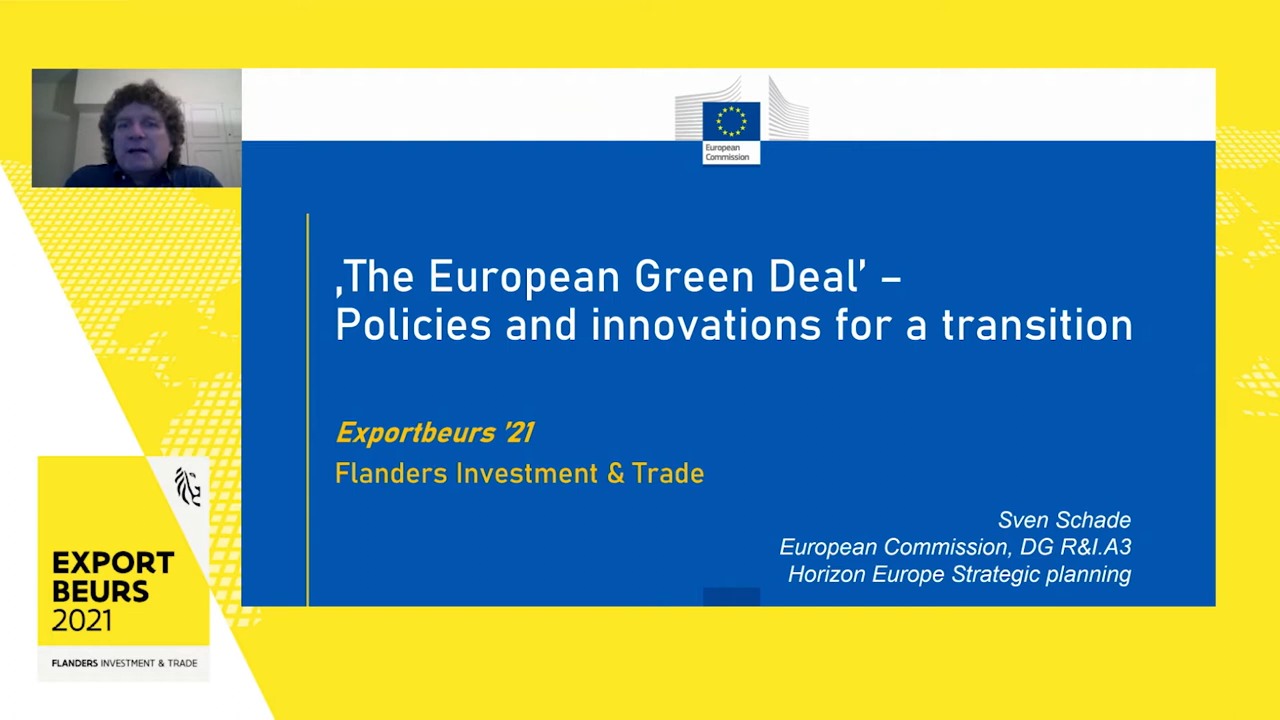 European
Commission
‚The European Green Deal’ –
Policies and innovations for a transition
Exportbeurs ’21
Flanders Investment & Trade
Sven Schade
European Commission, DG R&I.A3
Horizon Europe Strategic planning
EXPORT
BEURS
2021
FLANDERS INVESTMENT & TRADE